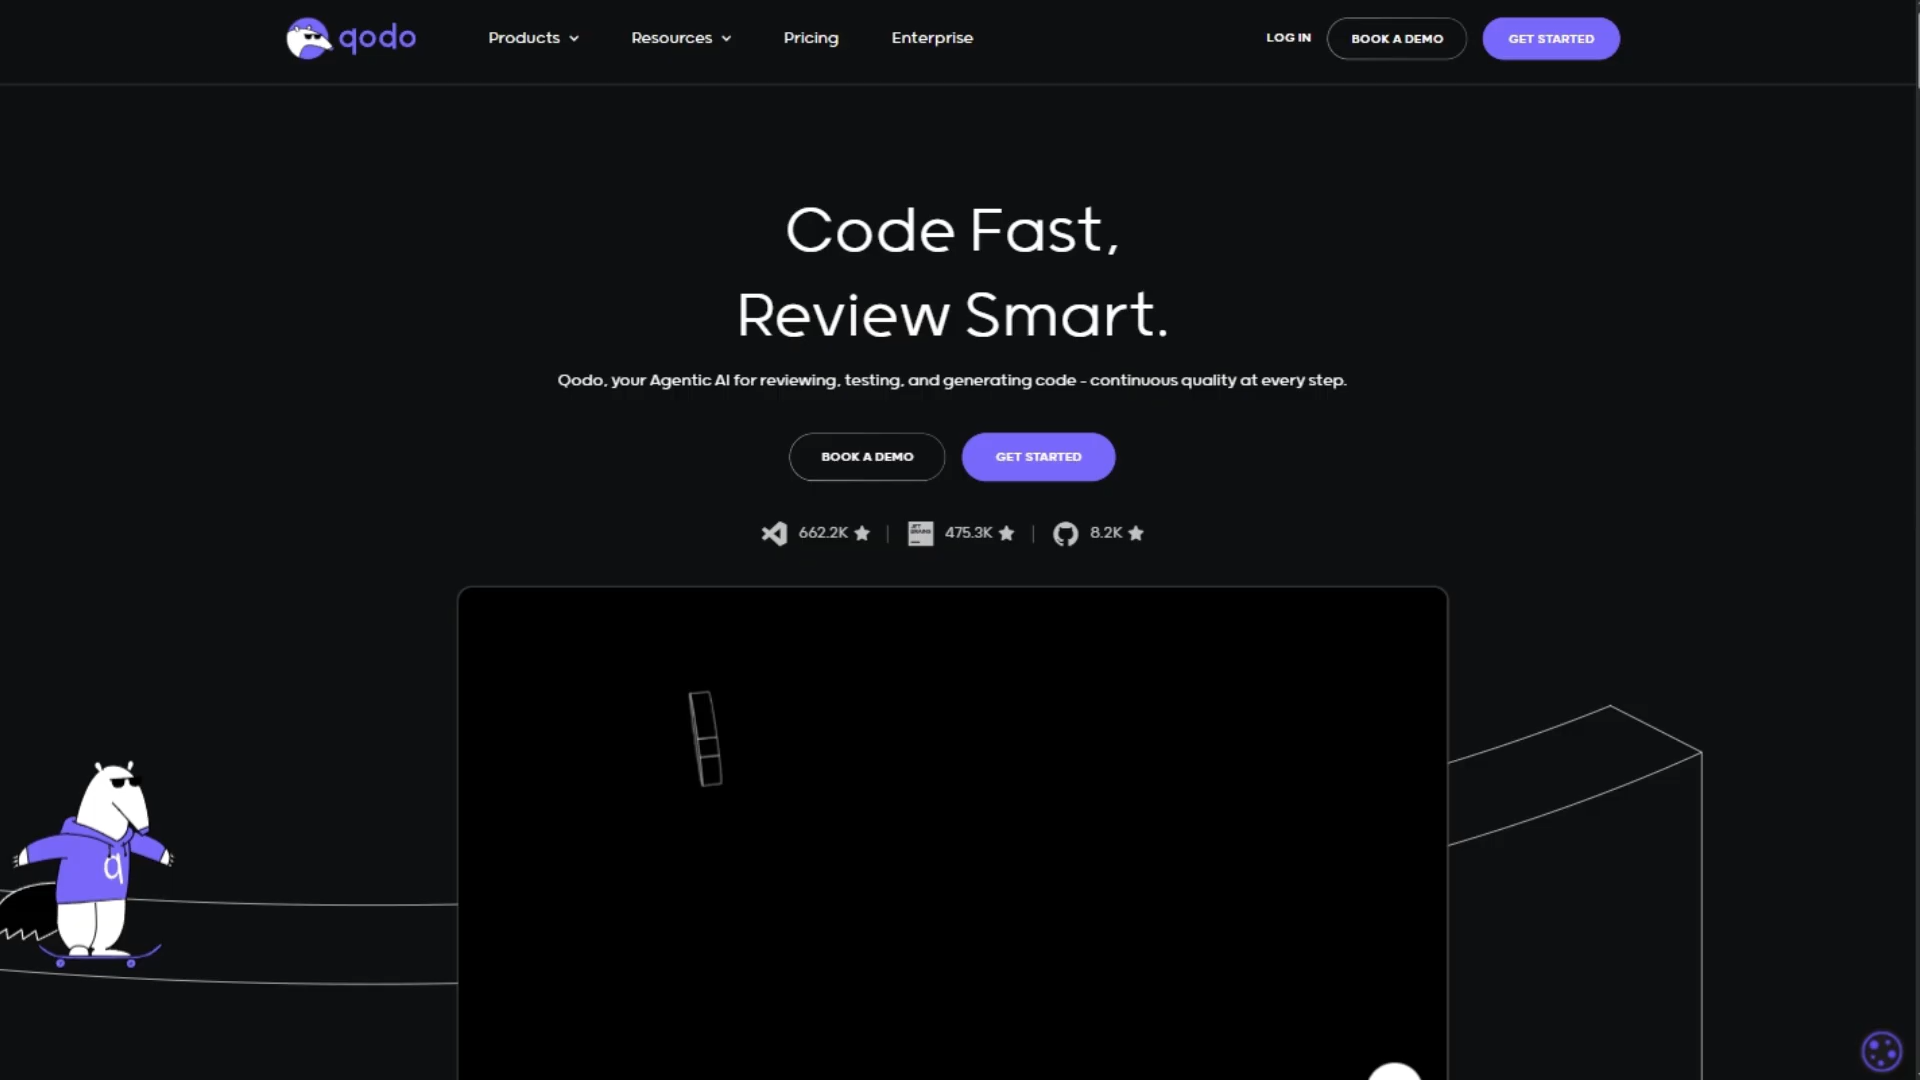 qodo
Products
Resources
Pricing
Enterprise
LOG IN
BOOK A DEMO
GET STARTED
Code Fast,
Review Smart.
Qodo, your Agentic AI for reviewing, testing, and generating code - continuous quality at every step.
BOOK A DEMO
GET STARTED
662.2K
JET BRAINS
475.3K
8.2K
q